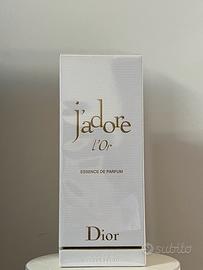 j'adore
l'Or
ESSENCE DE PARFUM
Dior
subito